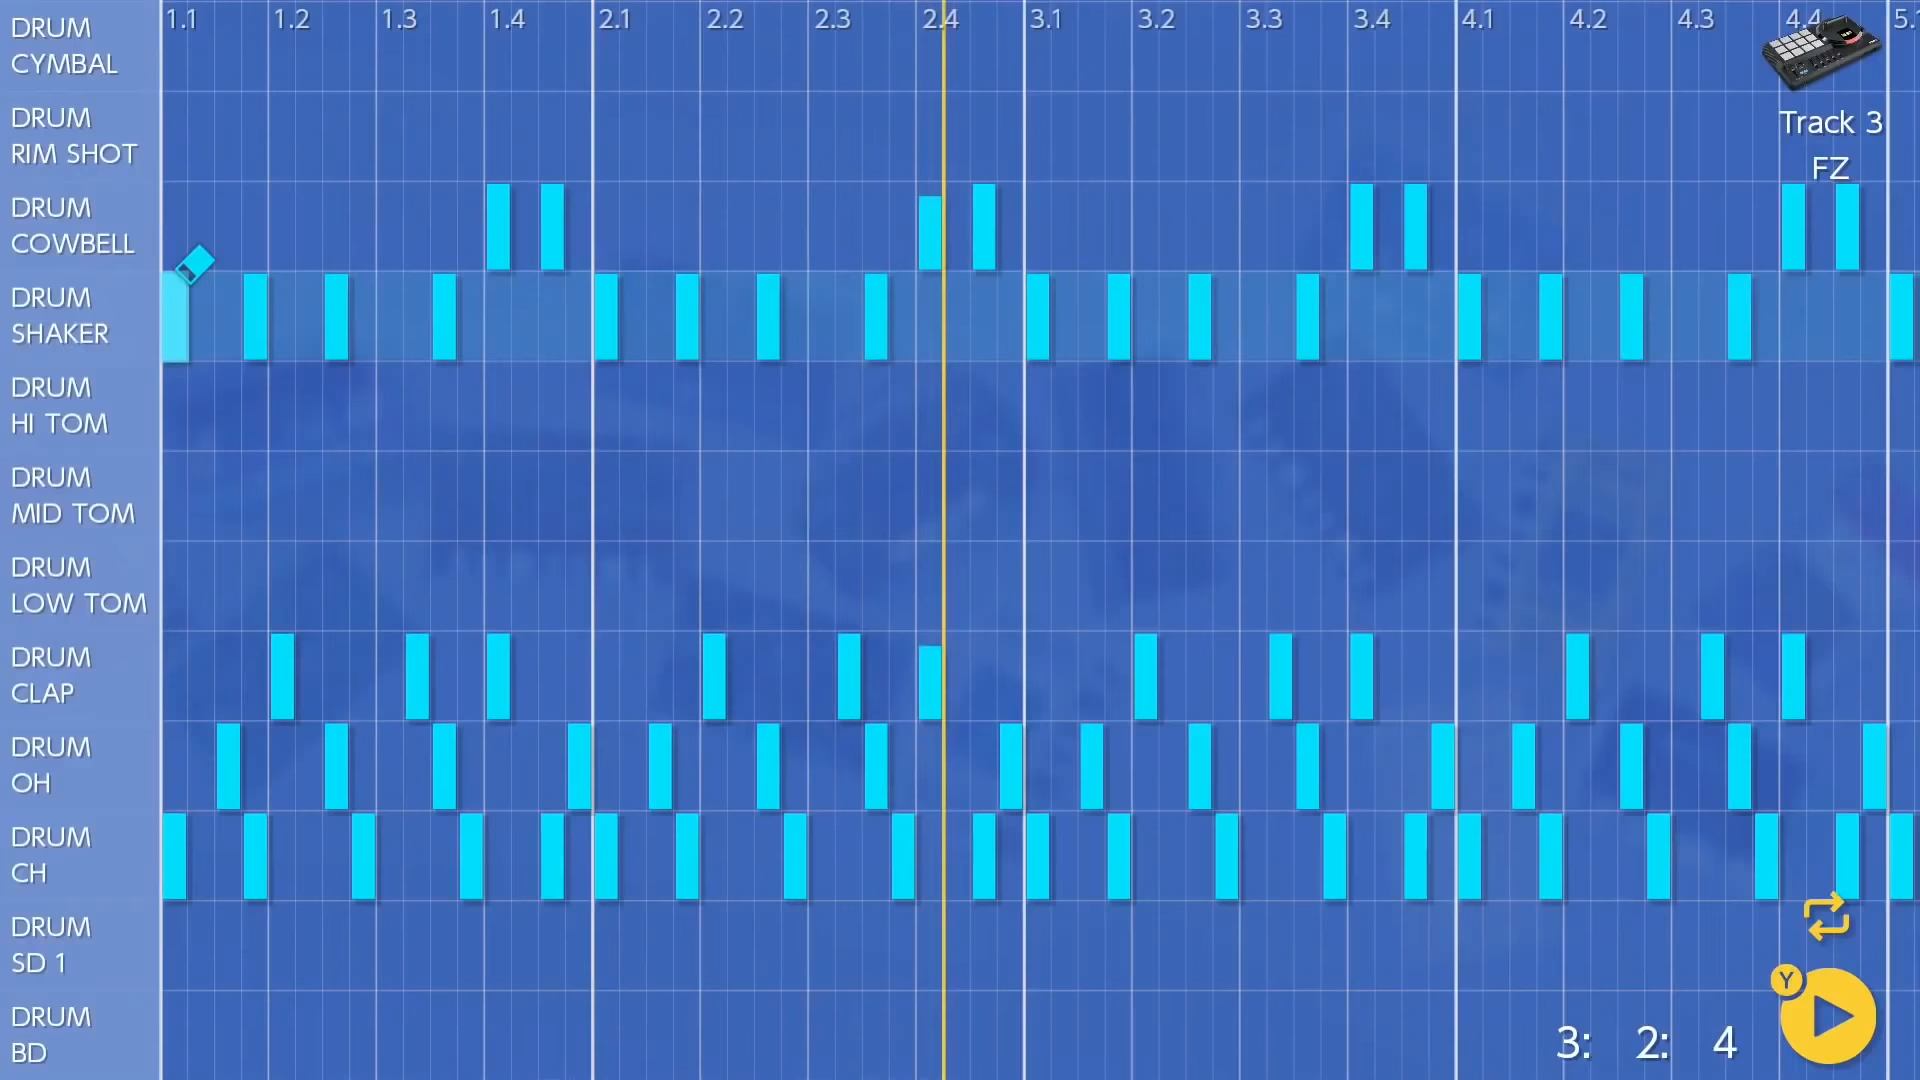 1.1 1.2 1.3 1.4 2.1 2.2 2.3 2.4 3.1 3.2 3.3 3.4 4.1 4.2 4.3 4.4 5.
DRUM
CYMBAL
DRUM
RIM SHOT
Track 3
FZ
DRUM
COWBELL
DRUM
SHAKER
DRUM
HI TOM
DRUM
MID TOM
DRUM
LOW TOM
DRUM
CLAP
DRUM
OH
DRUM
CH
DRUM
SD 1
DRUM
BD
Y
3: 2: 4